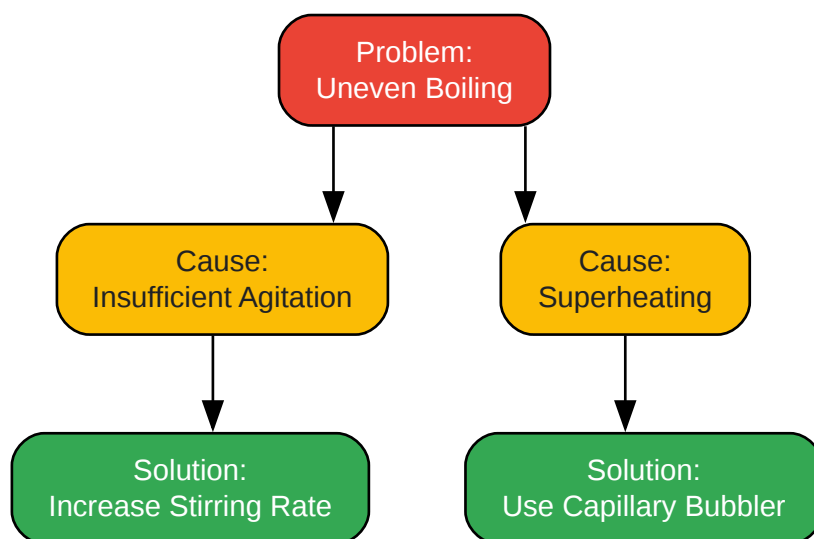 Problem:
Uneven Boiling
Cause:
Insufficient Agitation
Cause:
Superheating
Solution:
Increase Stirring Rate
Solution:
Use Capillary Bubbler